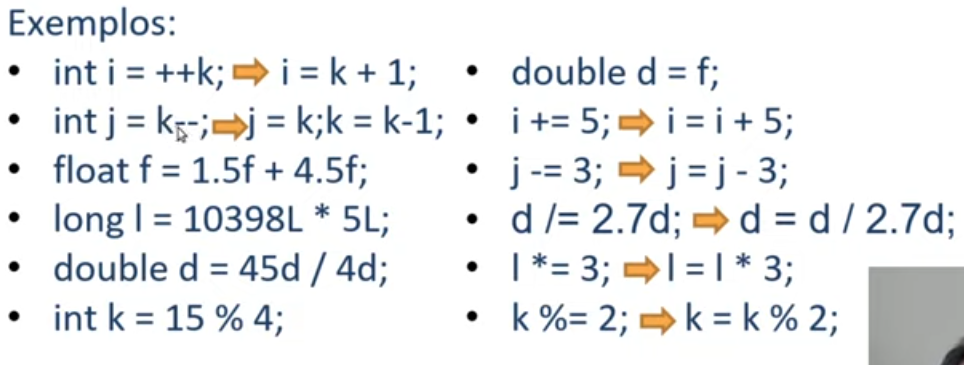 Exemplos:
• int i = ++k; ➡ i = k + 1;
• int j = k--; ➡ j = k;k = k-1;
• float f = 1.5f + 4.5f;
• long l = 10398L * 5L;
• double d = 45d / 4d;
• int k = 15 % 4;
• double d = f;
• i += 5; ➡ i = i + 5;
• j -= 3; ➡ j = j - 3;
• d /= 2.7d; ➡ d = d / 2.7d;
• l *= 3; ➡ l = l * 3;
• k %= 2; ➡ k = k % 2;